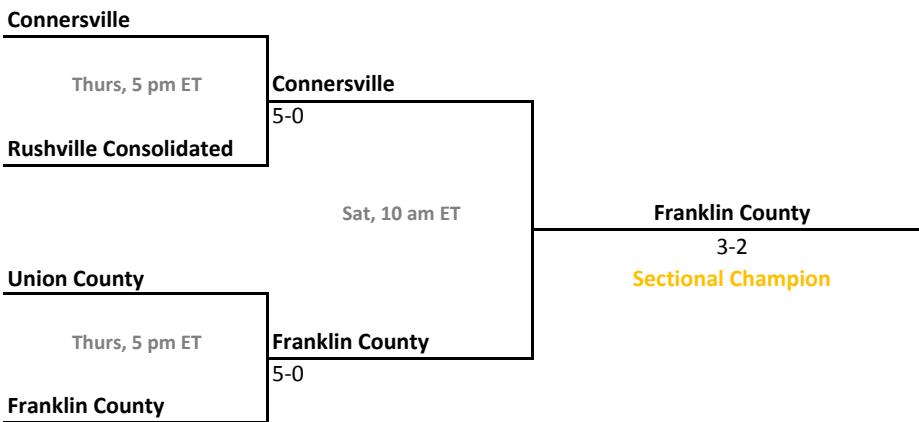 Connersville
Thurs, 5 pm ET
Connersville
5-0
Rushville Consolidated
Sat, 10 am ET
Franklin County
3-2
Sectional Champion
Union County
Thurs, 5 pm ET
Franklin County
5-0
Franklin County